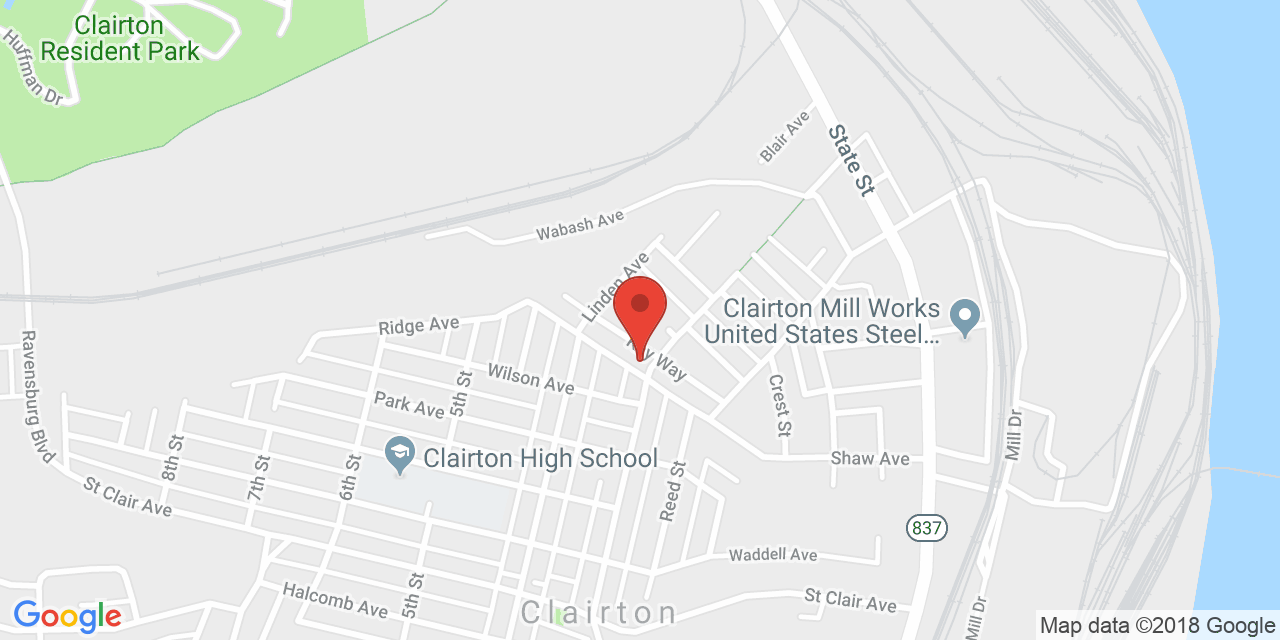 Clairton
Resident Park
Huffman Dr
State St
Blair Ave
Wabash Ave
Linden Ave
Clairton Mill Works
United States Steel...
Ridge Ave
Way
Ravensburg Blvd
Wilson Ave
5th St
Park Ave
Crest St
Mill Dr
8th St
7th St
6th St
Clairton High School
Shaw Ave
St Clair Ave
Reed St
837
Waddell Ave
5th St
Halcomb Ave
Clairton
St Clair Ave
Mill Dr
Google
Map data ©2018 Google